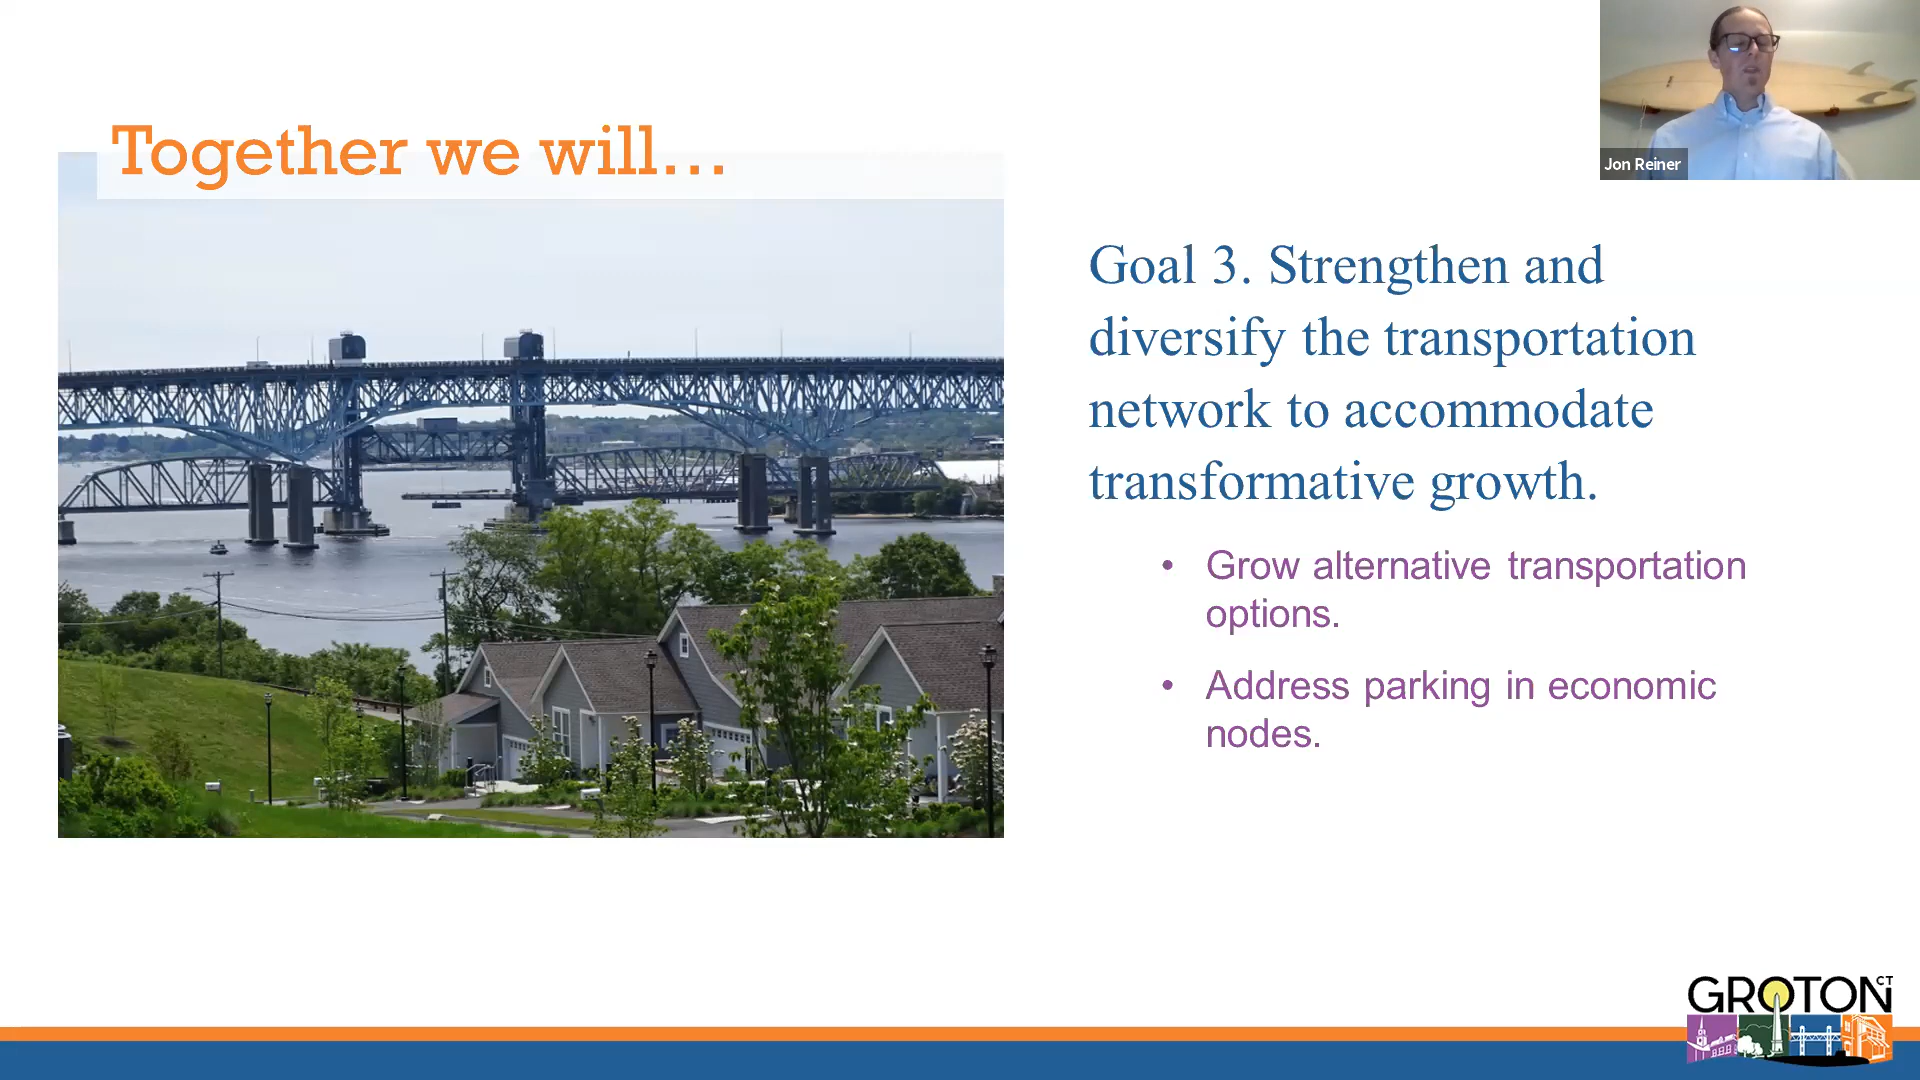 Together we will...
Jon Reiner
Goal 3. Strengthen and
diversify the transportation
network to accommodate
transformative growth.
• Grow alternative transportation
options.
• Address parking in economic
nodes.
GROTON CT